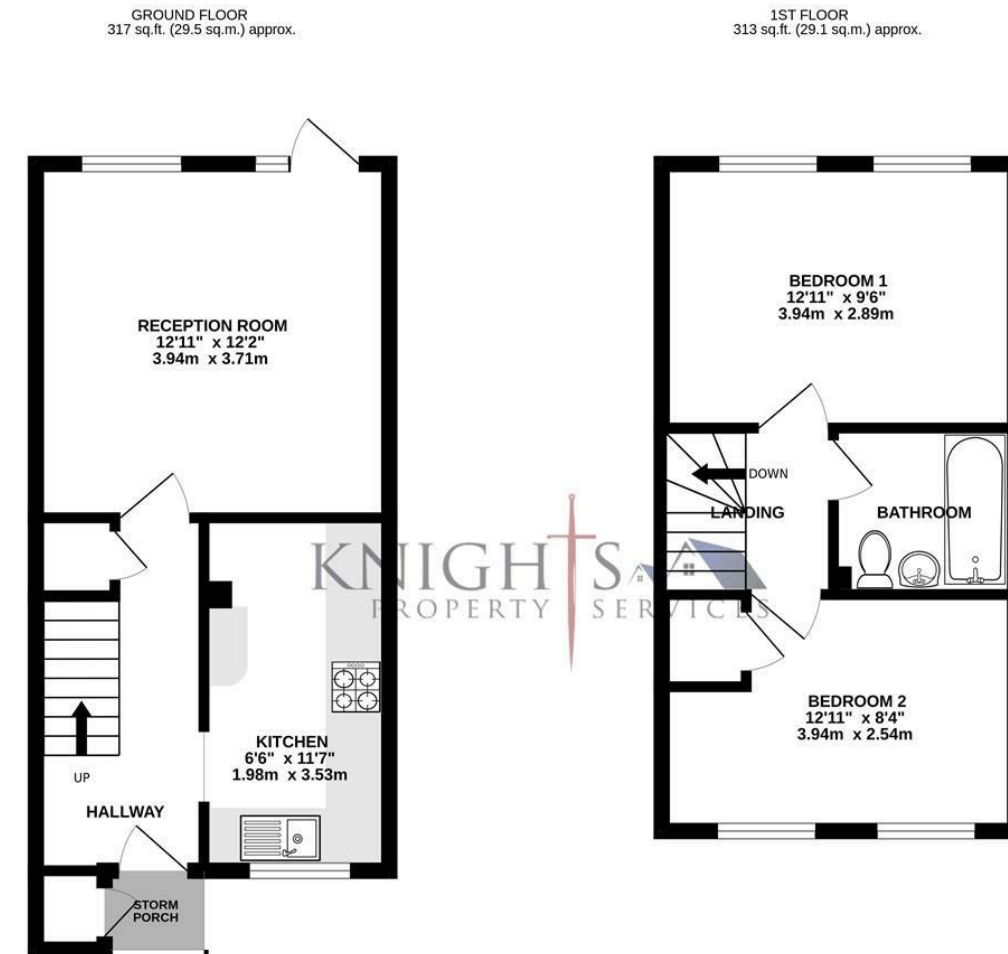 GROUND FLOOR
317 sq.ft. (29.5 sq.m.) approx.
1ST FLOOR
313 sq.ft. (29.1 sq.m.) approx.
RECEPTION ROOM
12'11" x 12'2"
3.94m x 3.71m
BEDROOM 1
12'11" x 9'6"
3.94m x 2.89m
DOWN
LANDING
BATHROOM
KNIGHTS
PROPERTY SERVICES
BEDROOM 2
12'11" x 8'4"
3.94m x 2.54m
KITCHEN
6'6" x 11'7"
1.98m x 3.53m
UP
HALLWAY
STORM
PORCH